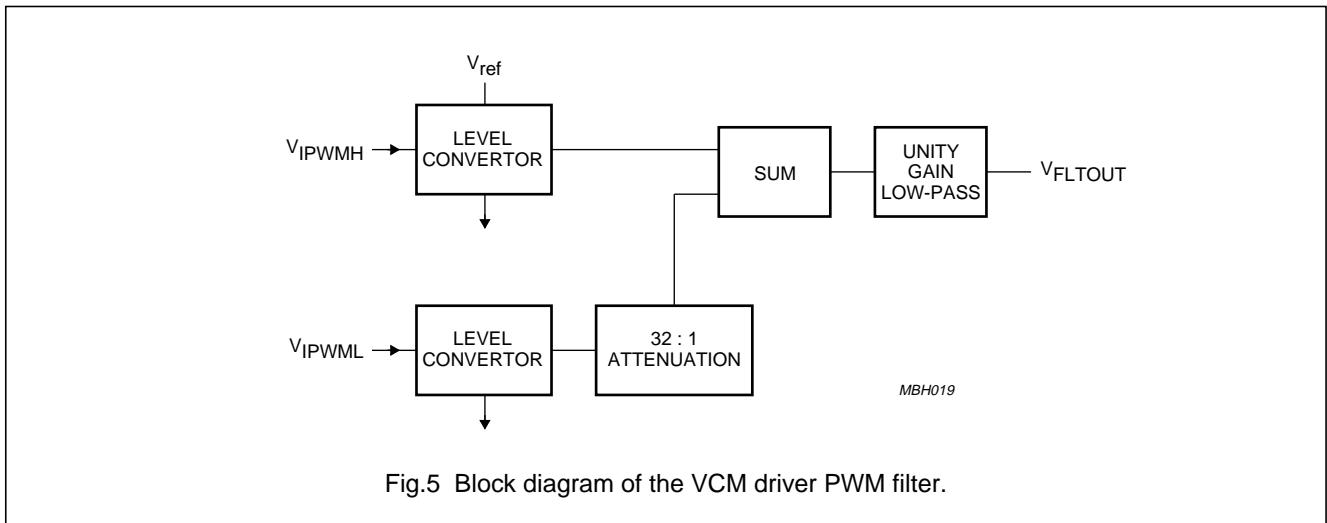 Vref
VIPWMH
LEVEL
CONVERTOR
SUM
UNITY
GAIN
LOW-PASS
VFLTOUT
VIPWML
LEVEL
CONVERTOR
32 : 1
ATTENUATION
MBH019
Fig.5 Block diagram of the VCM driver PWM filter.